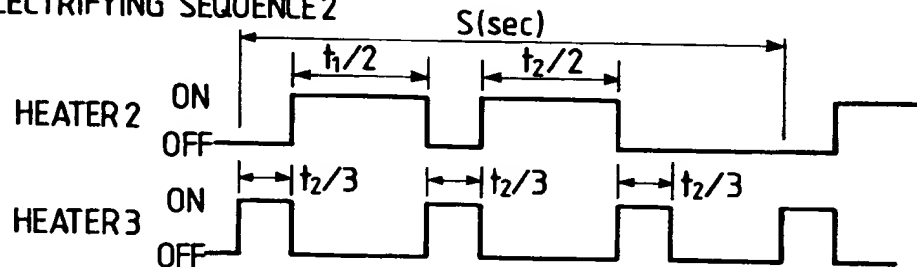 LECTRIFYING SEQUENCE 2
S(sec)
t₁/2 t₂/2
HEATER 2 ON
OFF
t₂/3 t₂/3 t₂/3
HEATER 3 ON
OFF